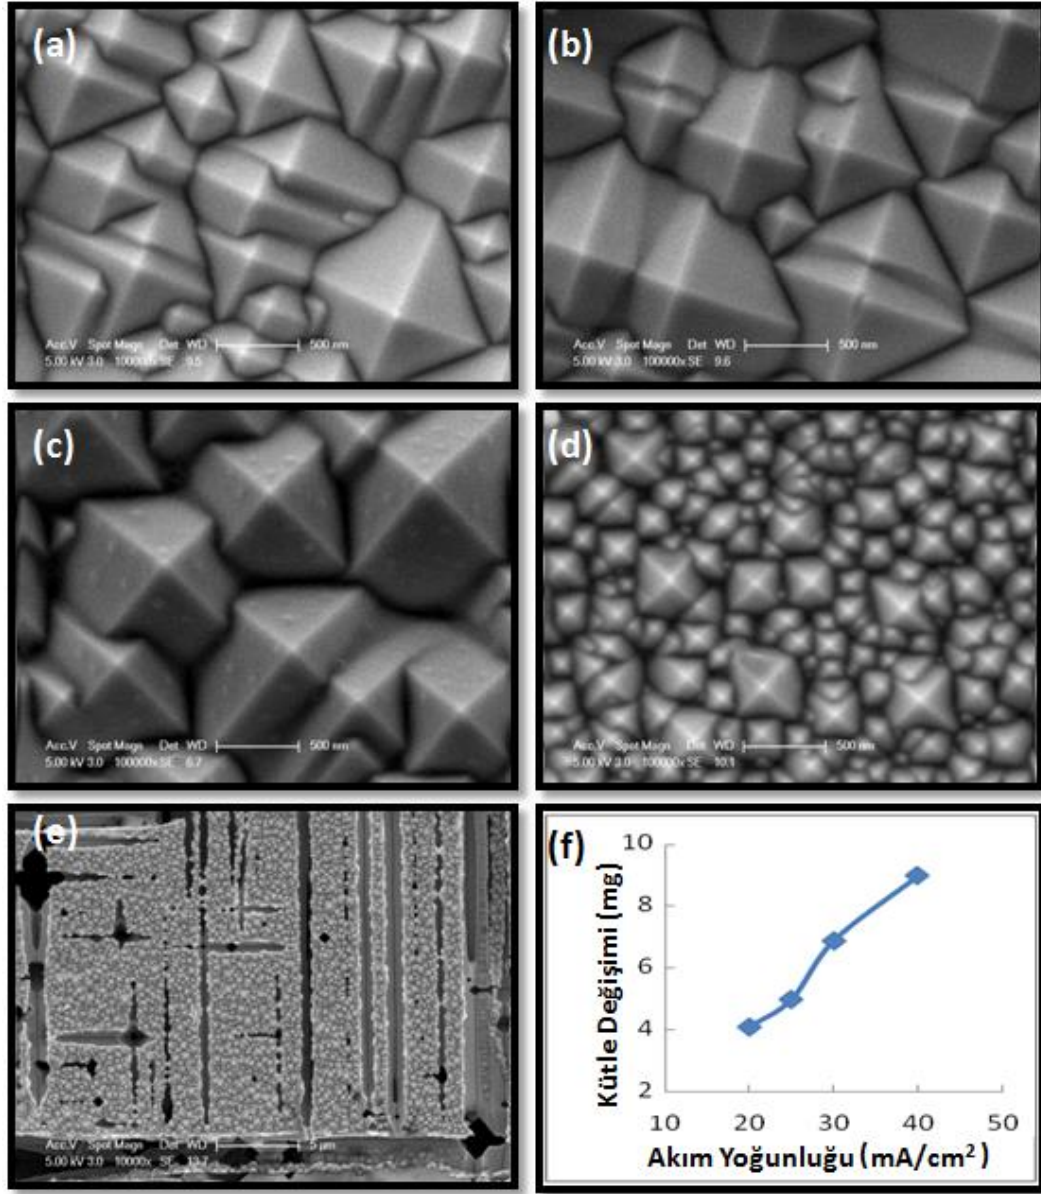 (a)
Acc.V Spot Magn Det WD 500 nm
5.00 kV 3.0 100000x SE 9.5
(b)
Acc.V Spot Magn Det WD 500 nm
5.00 kV 3.0 100000x SE 9.6
(c)
Acc.V Spot Magn Det WD 500 nm
5.00 kV 3.0 100000x SE 6.7
(d)
Acc.V Spot Magn Det WD 500 nm
5.00 kV 3.0 100000x SE 10.1
(e)
Acc.V Spot Magn Det WD 5 µm
5.00 kV 3.0 10000x SE 13.7
(f)
Kütle Değişimi (mg)
10
8
6
4
2
10 20 30 40 50
Akım Yoğunluğu (mA/cm²)